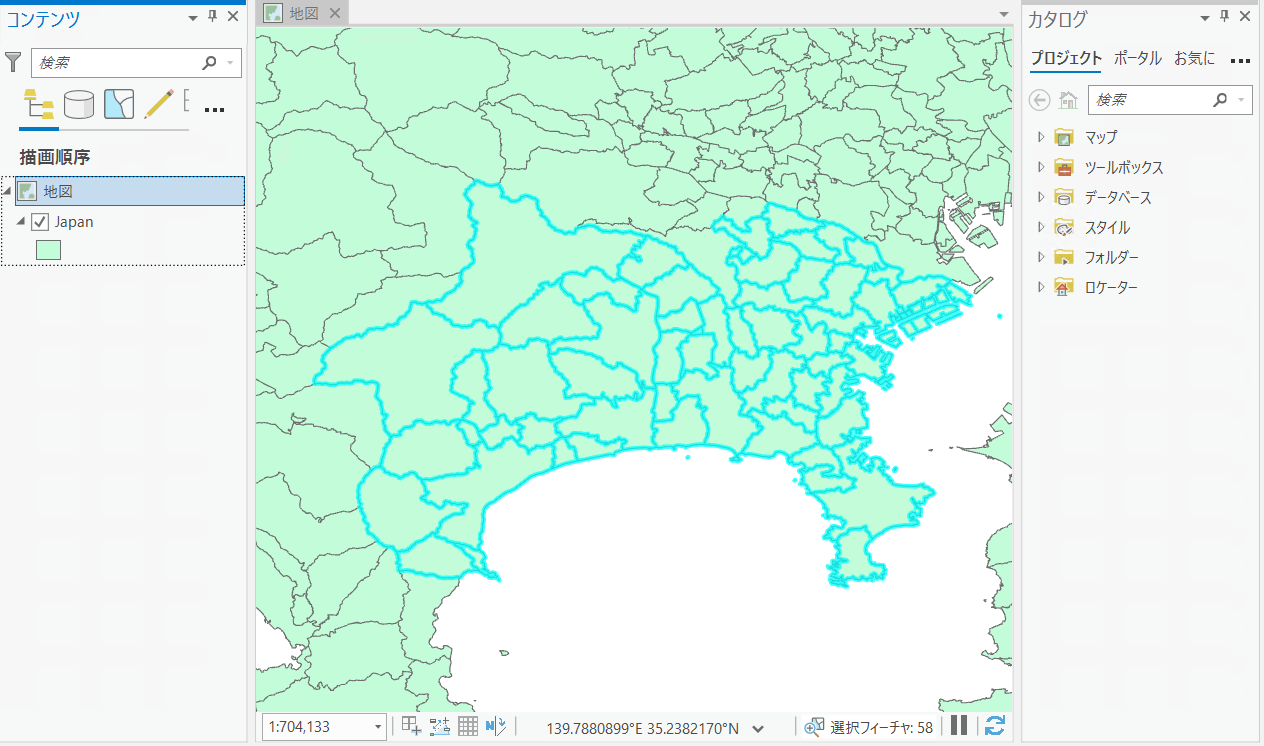 コンテンツ
検索
描画順序
地図
Japan
地図
1:704,133
139.7880899°E 35.2382170°N
選択フィーチャ: 58
カタログ
プロジェクト ポータル お気に
検索
マップ
ツールボックス
データベース
スタイル
フォルダー
ロケーター